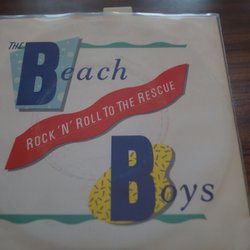 THE
Beach
ROCK 'N' ROLL TO THE RESCUE
Boys